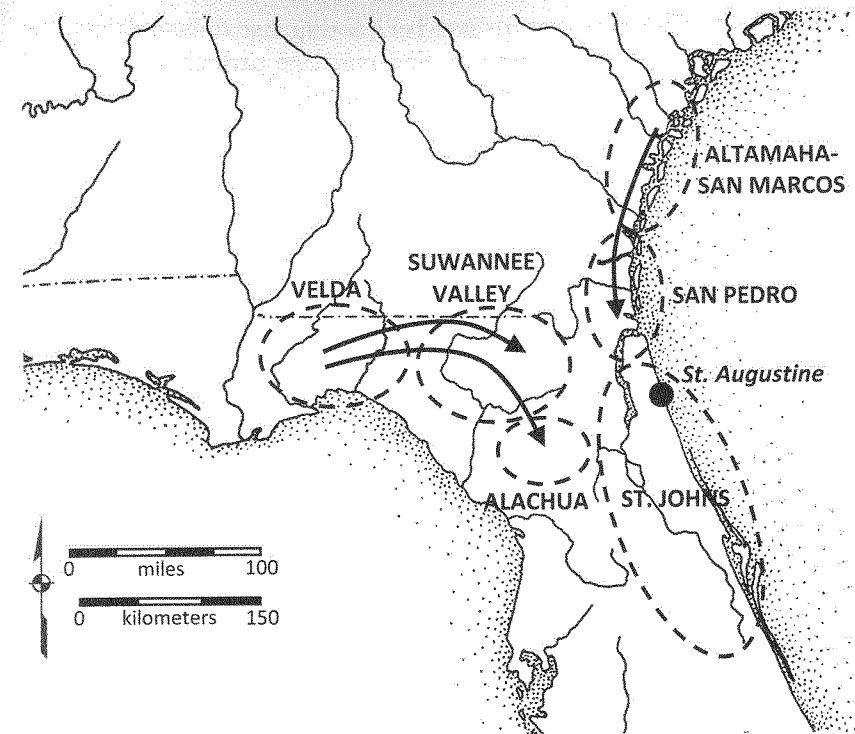 ALTAMAHA-
SAN MARCOS
SUWANNEE
VALLEY
VELDA
SAN PEDRO
St. Augustine
ALACHUA
ST. JOHNS
0 miles 100
0 kilometers 150